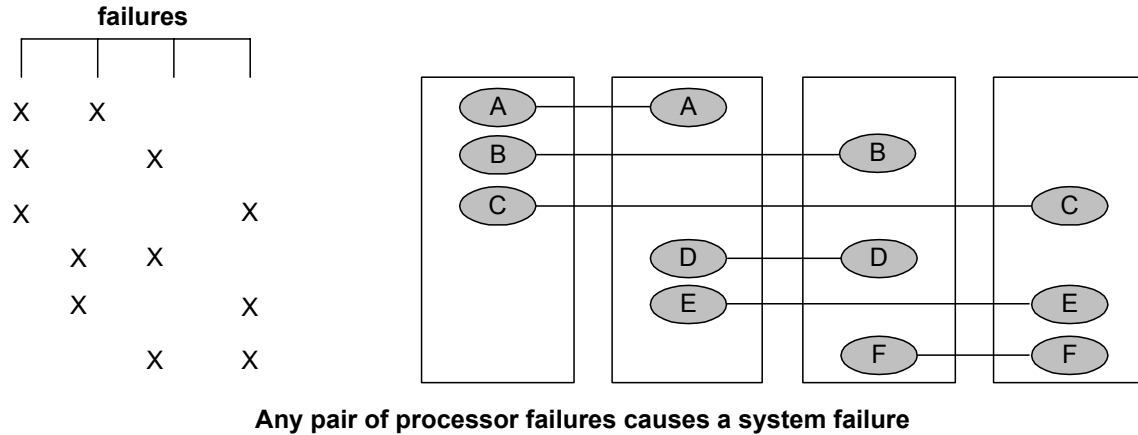 failures
X X
A A
X X
B B
X X
C C
X X
D D
X X
E E
X X
F F
Any pair of processor failures causes a system failure